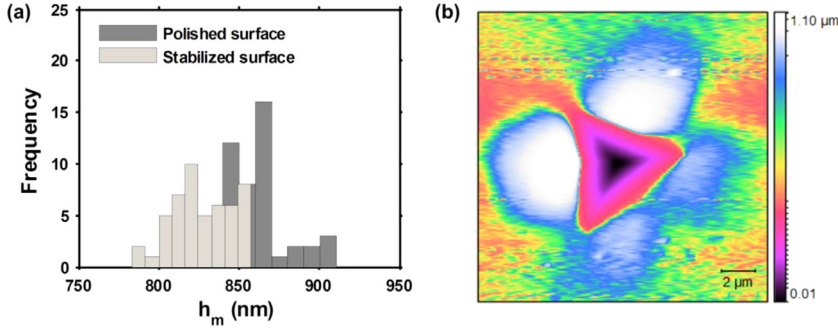 (a)
25
20
15
10
5
0
Frequency
Polished surface
Stabilized surface
750
800
850
900
950
hm (nm)
(b)
1.10 µm
0.01
2 µm